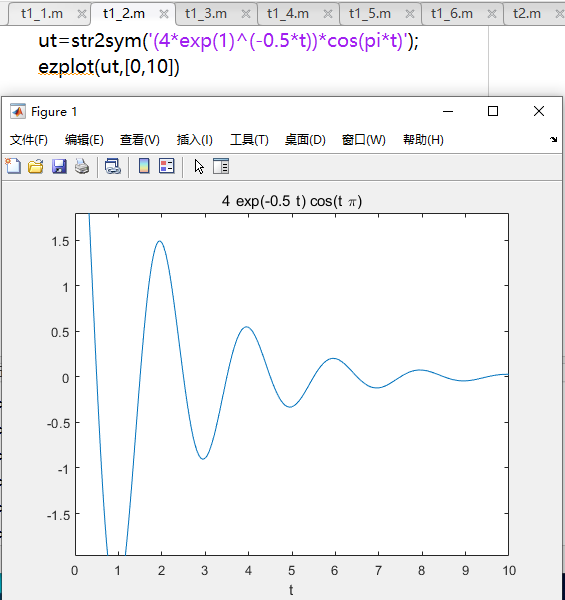 t1_1.m t1_2.m t1_3.m t1_4.m t1_5.m t1_6.m t2.m
ut=str2sym('(4*exp(1)^(-0.5*t))*cos(pi*t)');
ezplot(ut,[0,10])
Figure 1
文件(F) 编辑(E) 查看(V) 插入(I) 工具(T) 桌面(D) 窗口(W) 帮助(H)
4 exp(-0.5 t) cos(t π)
1.5
1
0.5
0
-0.5
-1
-1.5
0 1 2 3 4 5 6 7 8 9 10
t